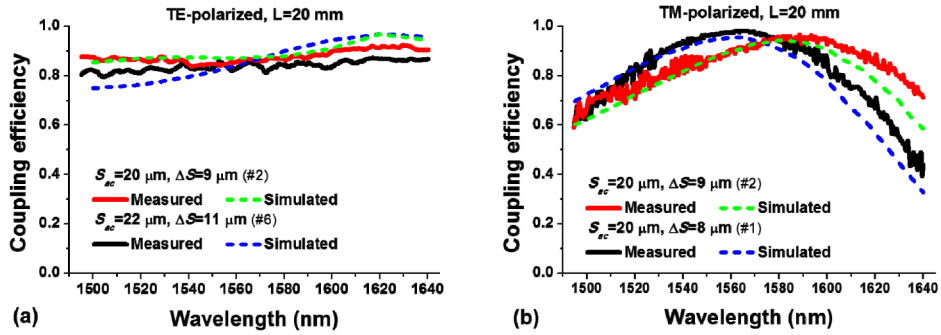 TE-polarized, L=20 mm
Coupling efficiency
1.0
0.8
0.6
0.4
0.2
0.0
S_ac=20 μm, ΔS=9 μm (#2)
Measured Simulated
S_ac=22 μm, ΔS=11 μm (#6)
Measured Simulated
1500 1520 1540 1560 1580 1600 1620 1640
(a) Wavelength (nm)
TM-polarized, L=20 mm
Coupling efficiency
1.0
0.8
0.6
0.4
0.2
0.0
S_ac=20 μm, ΔS=9 μm (#2)
Measured Simulated
S_ac=20 μm, ΔS=8 μm (#1)
Measured Simulated
1500 1520 1540 1560 1580 1600 1620 1640
(b) Wavelength (nm)